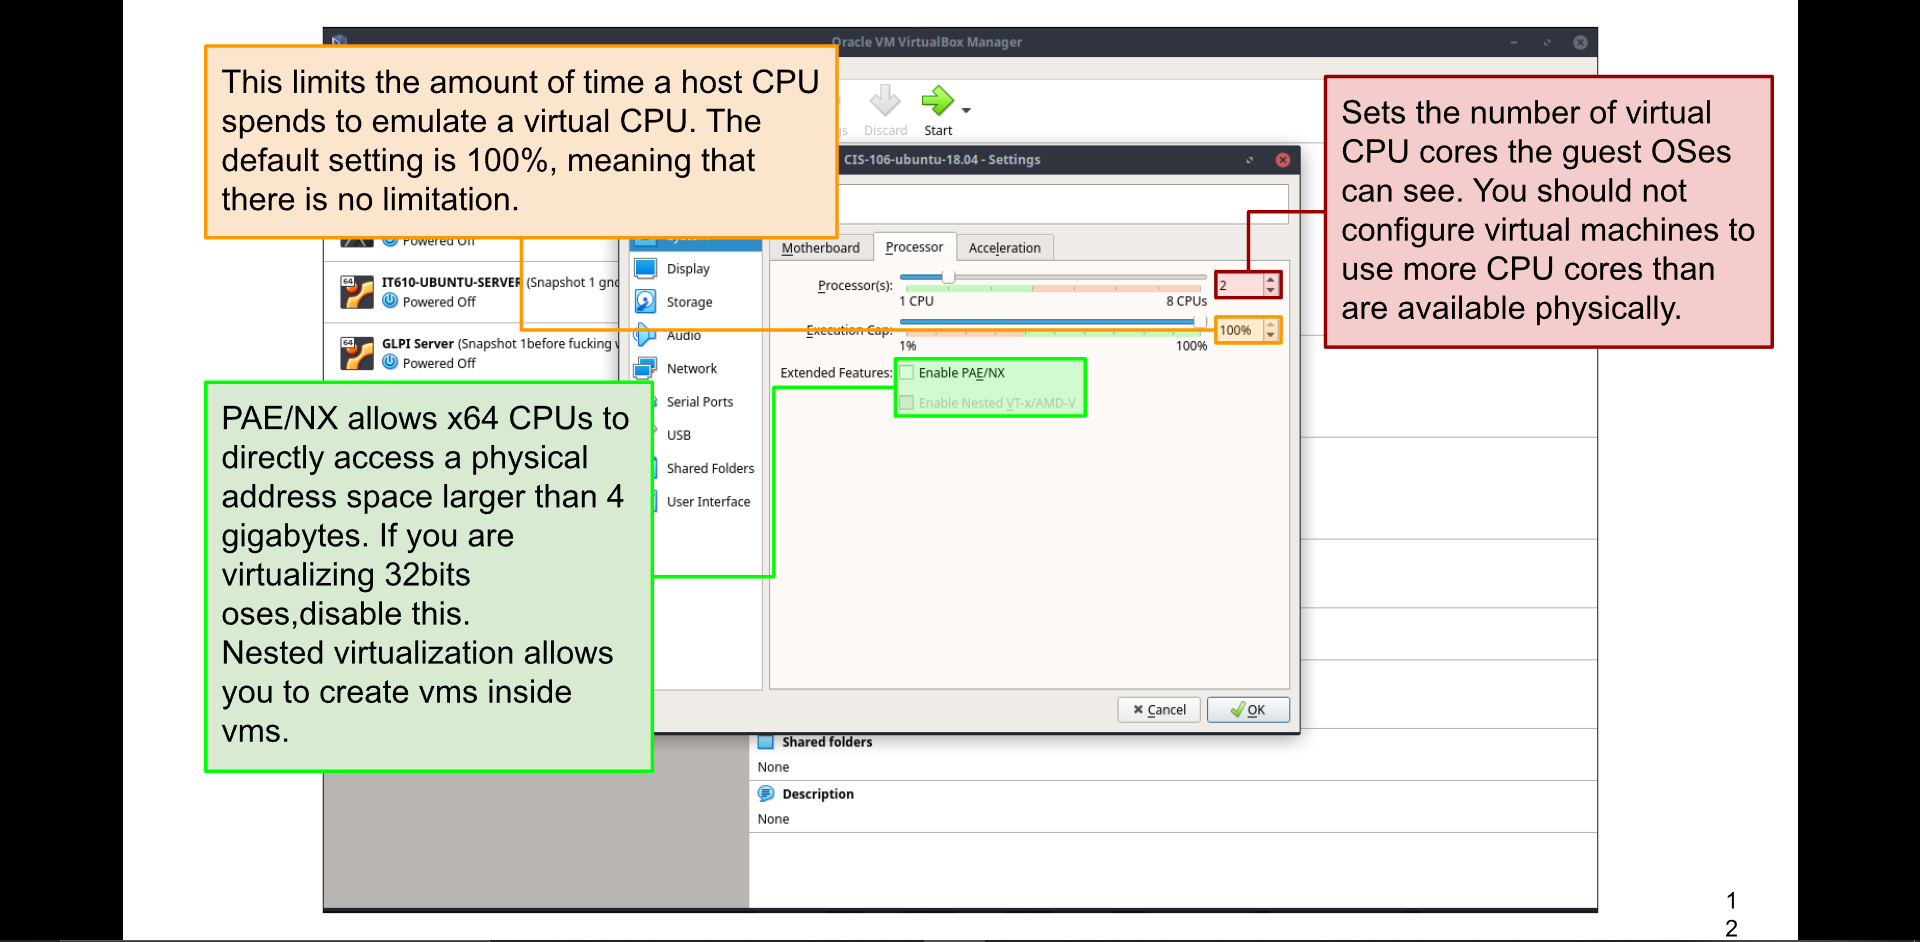 Oracle VM VirtualBox Manager
This limits the amount of time a host CPU
spends to emulate a virtual CPU. The
default setting is 100%, meaning that
there is no limitation.
Discard
Start
Sets the number of virtual
CPU cores the guest OSes
can see. You should not
configure virtual machines to
use more CPU cores than
are available physically.
CIS-106-ubuntu-18.04 - Settings
Powered Off
64
IT610-UBUNTU-SERVER (Snapshot 1
Powered Off
64
GLPI Server (Snapshot 1before fucking
Powered Off
Display
Storage
Audio
Network
Serial Ports
USB
Shared Folders
User Interface
Motherboard
Processor
Acceleration
Processor(s):
2
1 CPU
8 CPUs
Execution Cap:
100%
1%
100%
Extended Features:
Enable PAE/NX
Enable Nested VT-x/AMD-V
PAE/NX allows x64 CPUs to
directly access a physical
address space larger than 4
gigabytes. If you are
virtualizing 32bits
oses,disable this.
Nested virtualization allows
you to create vms inside
vms.
Cancel
OK
Shared folders
None
Description
None
1
2